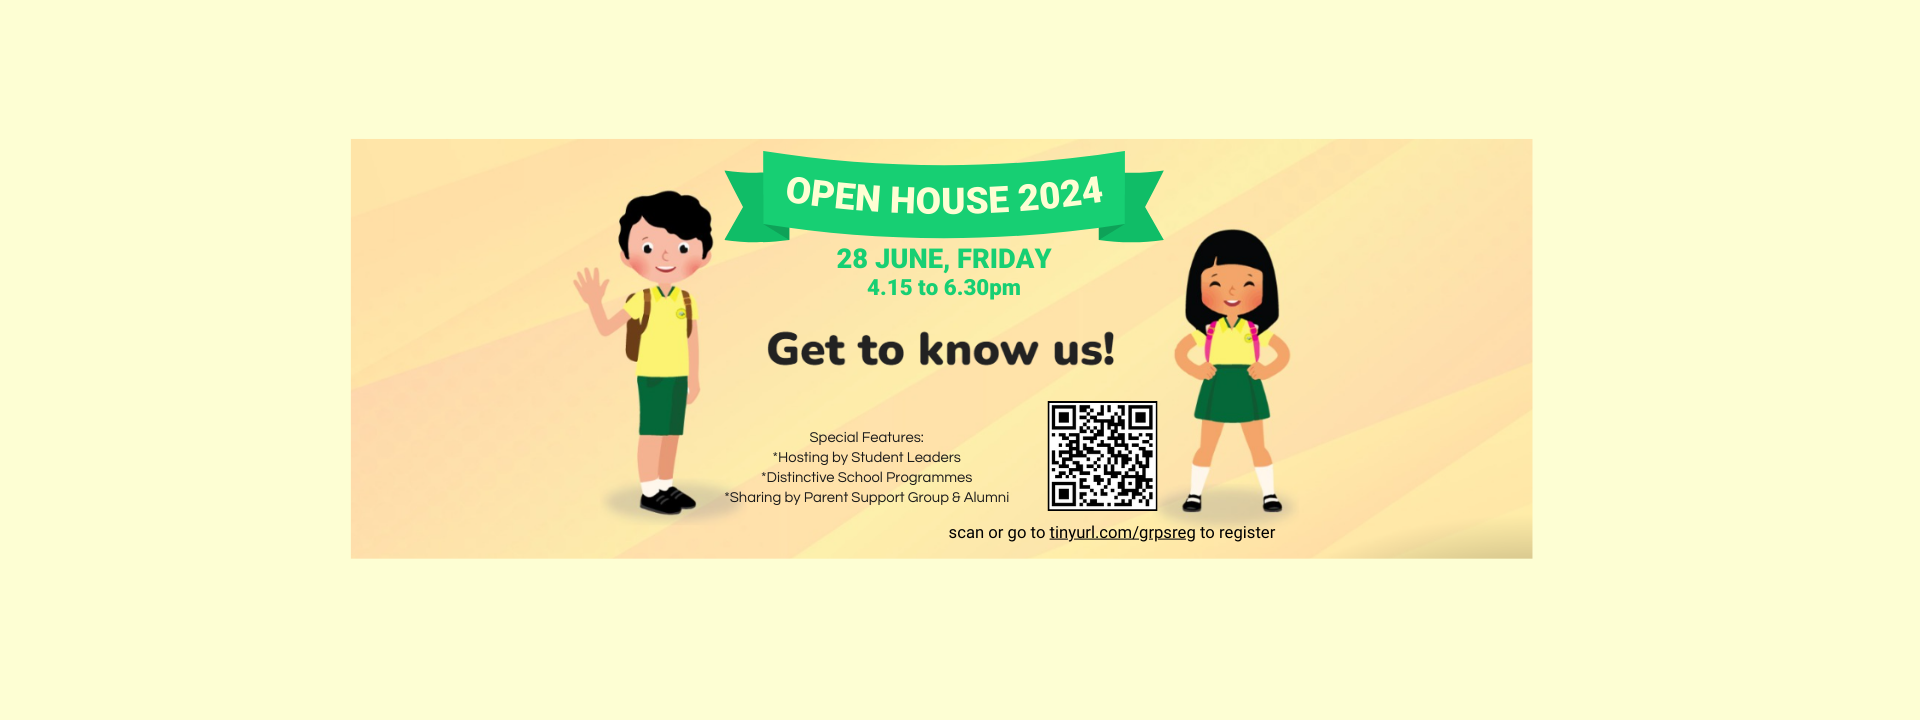 OPEN HOUSE 2024
28 JUNE, FRIDAY
4.15 to 6.30pm
Get to know us!
Special Features:
*Hosting by Student Leaders
*Distinctive School Programmes
*Sharing by Parent Support Group & Alumni
scan or go to tinyurl.com/grpsreg to register